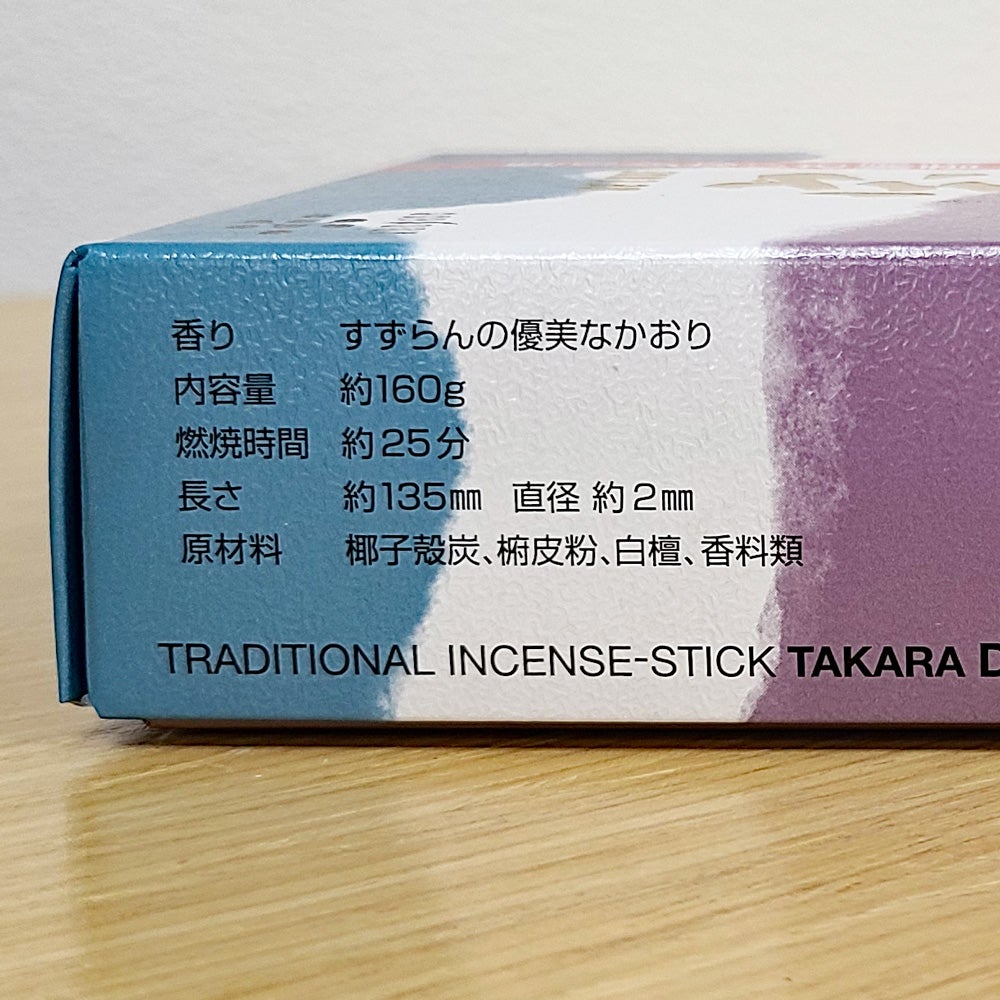 香り すずらんの優美なかおり
内容量 約160g
燃焼時間 約25分
長さ 約135㎜ 直径 約2㎜
原材料 椰子殻炭、椨皮粉、白檀、香料類
TRADITIONAL INCENSE-STICK TAKARA